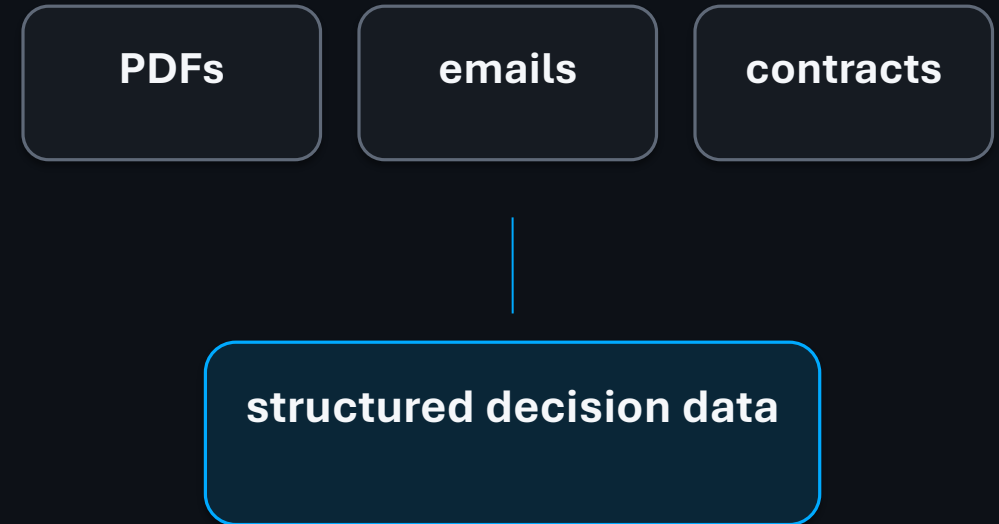 PDFs
emails
contracts
structured decision data